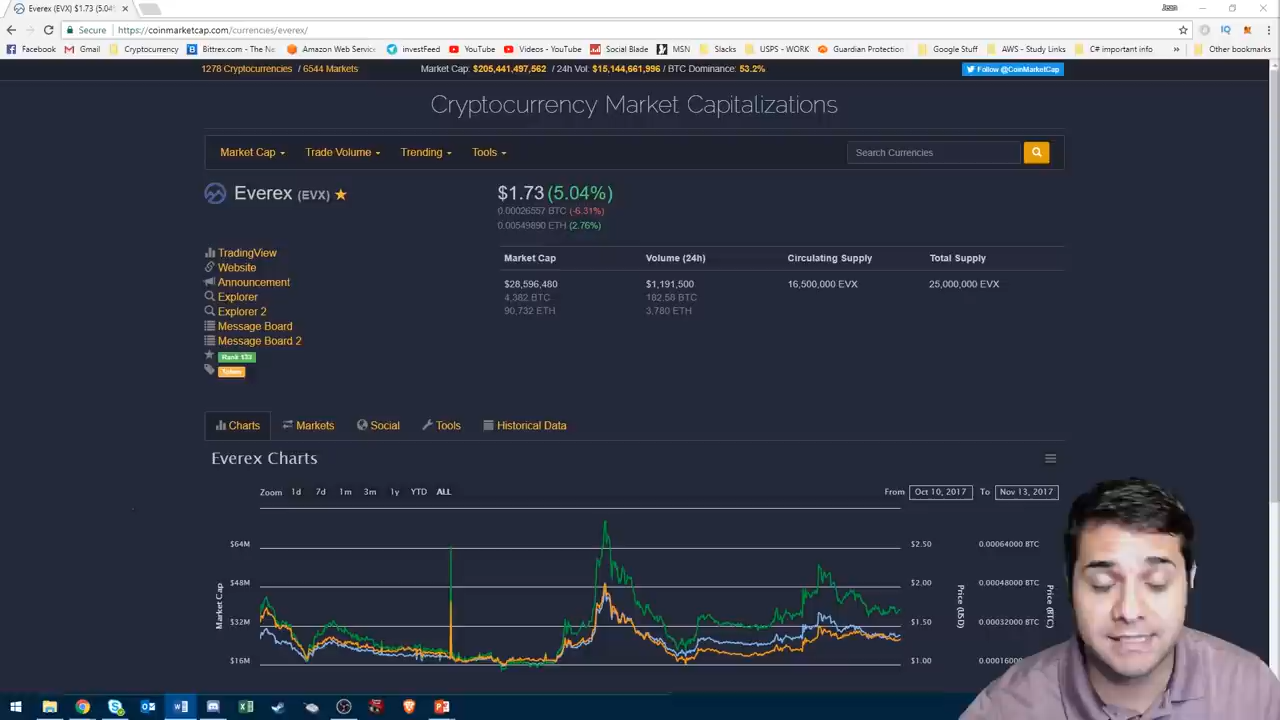 Everex (EVX) $1.73 (5.04%
Secure | https://coinmarketcap.com/currencies/everex/
Facebook Gmail Cryptocurrency Bittrex.com - The Ne Amazon Web Service investFeed YouTube Videos - YouTube Social Blade MSN Slacks USPS - WORK Guardian Protection Google Stuff AWS - Study Links C# important info » Other bookmarks
1278 Cryptocurrencies / 6544 Markets Market Cap: $205,441,497,562 / 24h Vol: $15,144,661,996 / BTC Dominance: 53.2% Follow @CoinMarketCap
Cryptocurrency Market Capitalizations
Market Cap Trade Volume Trending Tools Search Currencies
Everex (EVX) $1.73 (5.04%)
0.00026557 BTC (-6.31%)
0.00549890 ETH (2.76%)
TradingView
Website
Announcement
Explorer
Explorer 2
Message Board
Message Board 2
Token
Market Cap Volume (24h) Circulating Supply Total Supply
$28,596,480 $1,191,500 16,500,000 EVX 25,000,000 EVX
4,382 BTC 182.58 BTC
90,732 ETH 3,780 ETH
Charts Markets Social Tools Historical Data
Everex Charts
Zoom 1d 7d 1m 3m 1y YTD ALL From Oct 10, 2017 To Nov 13, 2017
$64M $2.50 0.00064000 BTC
$48M $2.00 0.00048000 BTC
$32M $1.50 0.00032000 BTC
$16M $1.00 0.00016000
Market Cap
Price (USD)
Price (BTC)